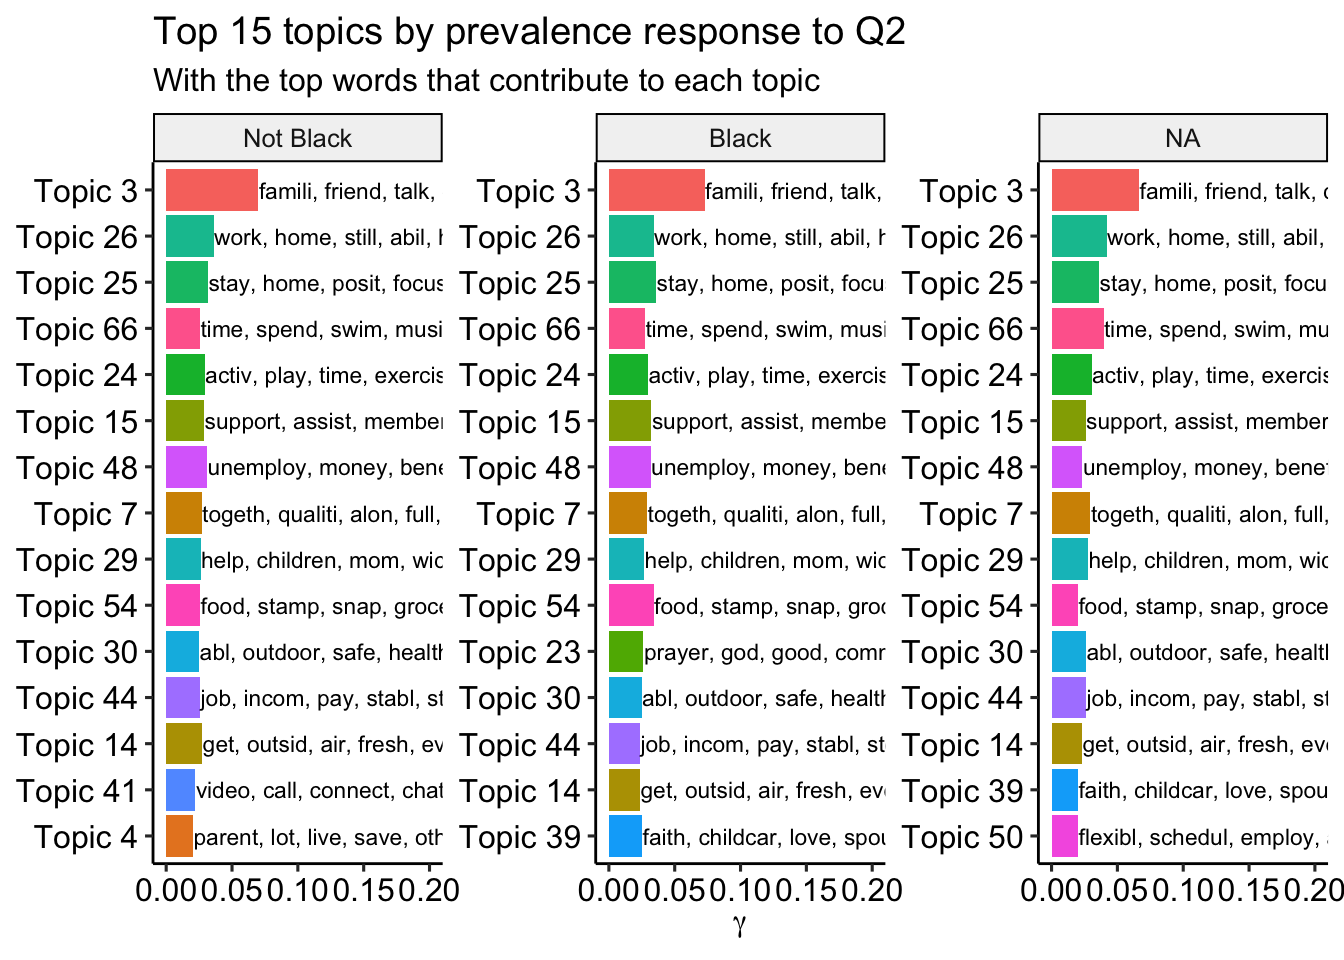 Top 15 topics by prevalence response to Q2
With the top words that contribute to each topic
Not Black
Topic 3 famili, friend, talk,
Topic 26 work, home, still, abil,
Topic 25 stay, home, posit, focus
Topic 66 time, spend, swim, musi
Topic 24 activ, play, time, exercis
Topic 15 support, assist, member
Topic 48 unemploy, money, bene
Topic 7 togeth, qualiti, alon, full,
Topic 29 help, children, mom, wic
Topic 54 food, stamp, snap, groce
Topic 30 abl, outdoor, safe, health
Topic 44 job, incom, pay, stabl, st
Topic 14 get, outsid, air, fresh, ev
Topic 41 video, call, connect, chat
Topic 4 parent, lot, live, save, oth
0.00 0.05 0.10 0.15 0.20
Black
Topic 3 famili, friend, talk,
Topic 26 work, home, still, abil,
Topic 25 stay, home, posit, focu
Topic 66 time, spend, swim, musi
Topic 24 activ, play, time, exercis
Topic 15 support, assist, membe
Topic 48 unemploy, money, bene
Topic 7 togeth, qualiti, alon, full,
Topic 29 help, children, mom, wic
Topic 54 food, stamp, snap, groc
Topic 23 prayer, god, good, comm
Topic 30 abl, outdoor, safe, health
Topic 44 job, incom, pay, stabl, st
Topic 14 get, outsid, air, fresh, eve
Topic 39 faith, childcar, love, spou
0.00 0.05 0.10 0.15 0.20
γ
NA
Topic 3 famili, friend, talk,
Topic 26 work, home, still, abil,
Topic 25 stay, home, posit, focu
Topic 66 time, spend, swim, mu
Topic 24 activ, play, time, exercis
Topic 15 support, assist, member
Topic 48 unemploy, money, benef
Topic 7 togeth, qualiti, alon, full,
Topic 29 help, children, mom, wic
Topic 54 food, stamp, snap, groce
Topic 30 abl, outdoor, safe, healt
Topic 44 job, incom, pay, stabl, st
Topic 14 get, outsid, air, fresh, eve
Topic 39 faith, childcar, love, spou
Topic 50 flexibl, schedul, employ,
0.00 0.05 0.10 0.15 0.20